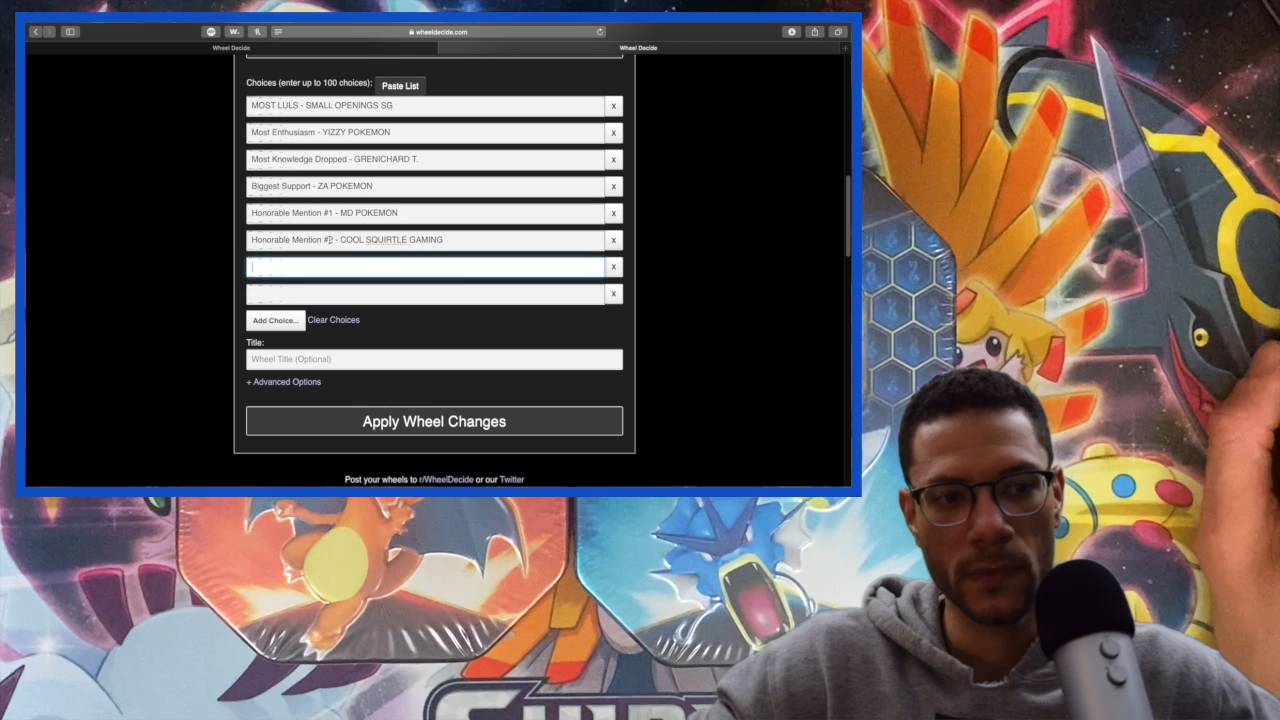 W.
wheeldecide.com
Wheel Decide
Wheel Decide
Choices (enter up to 100 choices):
Paste List
MOST LULS - SMALL OPENINGS SG
x
Most Enthusiasm - YIZZY POKEMON
x
Most Knowledge Dropped - GRENICHARD T.
x
Biggest Support - ZA POKEMON
x
Honorable Mention #1 - MD POKEMON
x
Honorable Mention #2 - COOL SQUIRTLE GAMING
x
x
x
Add Choice...
Clear Choices
Title:
Wheel Title (Optional)
+ Advanced Options
Apply Wheel Changes
Post your wheels to r/WheelDecide or our Twitter